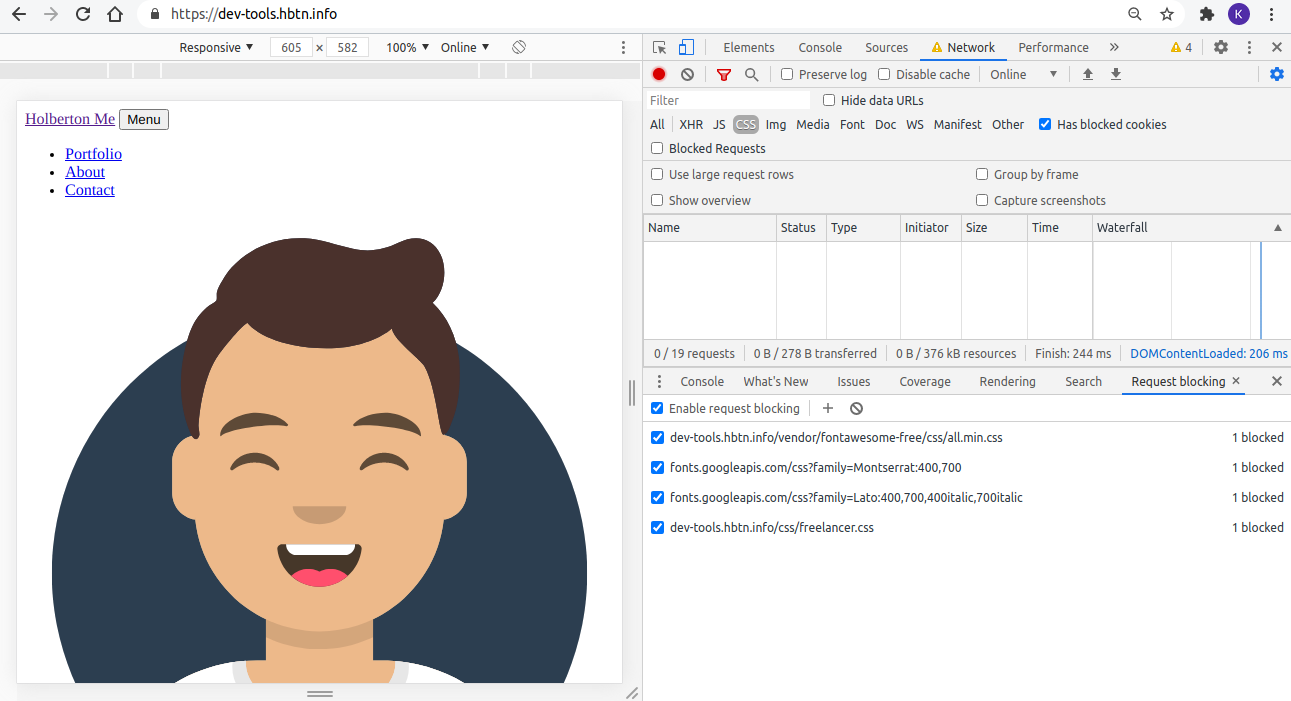 https://dev-tools.hbtn.info
K
Responsive 605 × 582 100% Online
Elements Console Sources Network Performance » 4
Preserve log Disable cache Online
Filter Hide data URLs
All XHR JS CSS Img Media Font Doc WS Manifest Other Has blocked cookies
Blocked Requests
Use large request rows Group by frame
Show overview Capture screenshots
Name Status Type Initiator Size Time Waterfall
0 / 19 requests 0 B / 278 B transferred 0 B / 376 kB resources Finish: 244 ms DOMContentLoaded: 206 ms
Console What's New Issues Coverage Rendering Search Request blocking
Enable request blocking
dev-tools.hbtn.info/vendor/fontawesome-free/css/all.min.css 1 blocked
fonts.googleapis.com/css?family=Montserrat:400,700 1 blocked
fonts.googleapis.com/css?family=Lato:400,700,400italic,700italic 1 blocked
dev-tools.hbtn.info/css/freelancer.css 1 blocked
Holberton Me Menu
Portfolio
About
Contact